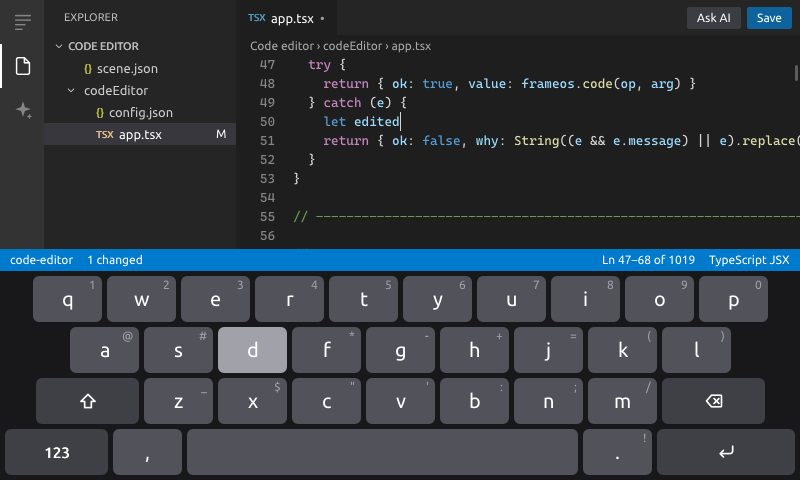 EXPLORER
TSX app.tsx •
Ask AI
Save
CODE EDITOR
Code editor › codeEditor › app.tsx
{} scene.json
codeEditor
{} config.json
TSX app.tsx M
47 try {
48 return { ok: true, value: frameos.code(op, arg) }
49 } catch (e) {
50 let edited
51 return { ok: false, why: String((e && e.message) || e).replace(
52 }
53 }
54
55 // ----------------------------------------------------------------
56
code-editor 1 changed
Ln 47–68 of 1019 TypeScript JSX
q 1 w 2 e 3 r 4 t 5 y 6 u 7 i 8 o 9 p 0
a @ s # d f * g - h + j = k ( l )
z _ x $ c " v ' b : n ; m /
123 , . !